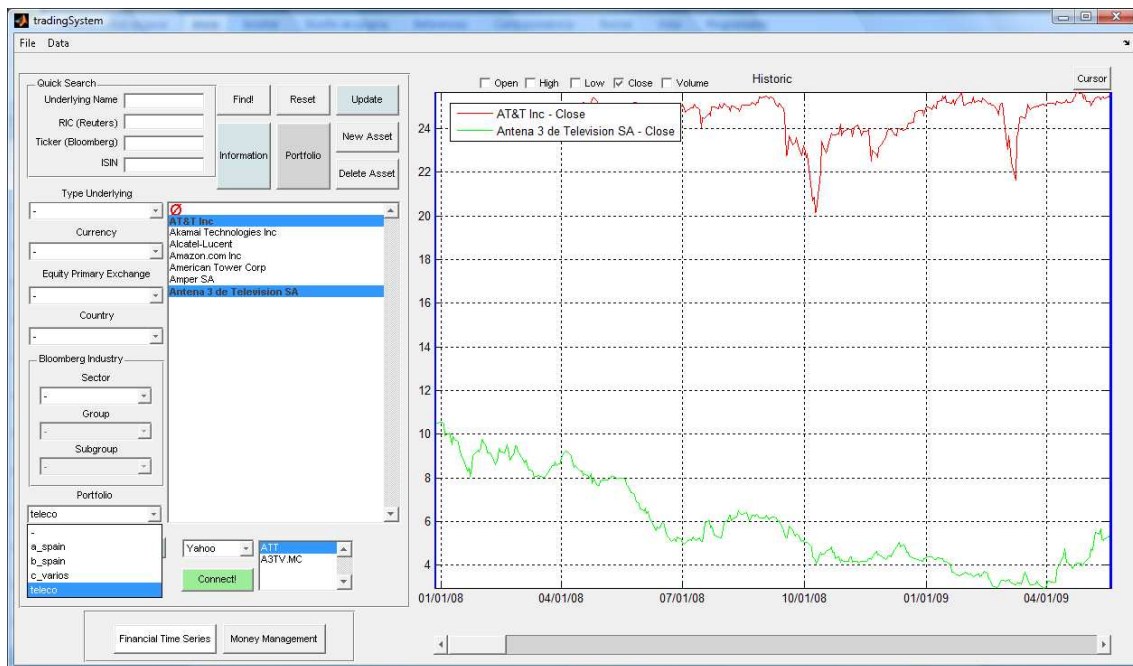 tradingSystem
File Data
Quick Search
Underlying Name
RIC (Reuters)
Ticker (Bloomberg)
ISIN
Find!
Reset
Update
Information
Portfolio
New Asset
Delete Asset
Type Underlying
-
Currency
-
Equity Primary Exchange
-
Country
-
Bloomberg Industry
Sector
-
Group
-
Subgroup
-
Portfolio
teleco
-
a_spain
b_spain
c_varios
teleco
Ø
AT&T Inc
Akamai Technologies Inc
Alcatel-Lucent
Amazon.com Inc
American Tower Corp
Amper SA
Antena 3 de Television SA
Yahoo
Connect!
ATT
A3TV.MC
Financial Time Series
Money Management
Open High Low Close Volume
Historic
Cursor
AT&T Inc - Close
Antena 3 de Television SA - Close
24
22
20
18
16
14
12
10
8
6
4
01/01/08 04/01/08 07/01/08 10/01/08 01/01/09 04/01/09